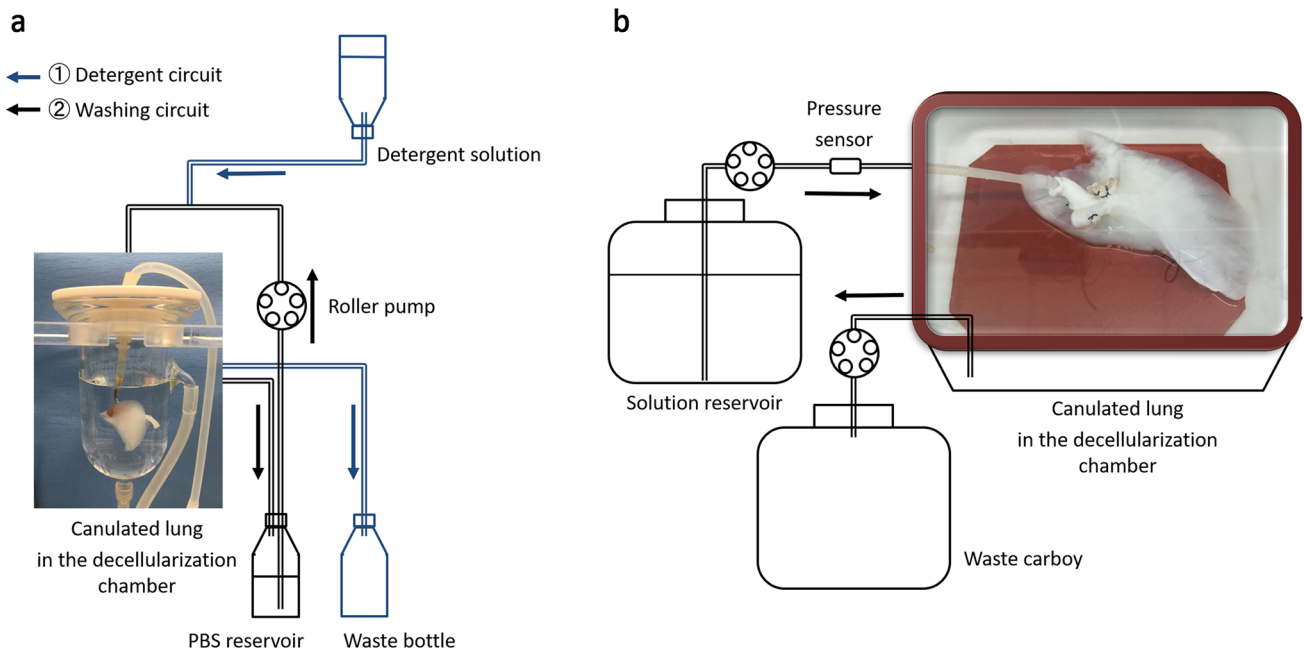 a
① Detergent circuit
② Washing circuit
Detergent solution
Roller pump
Canulated lung
in the decellularization
chamber
PBS reservoir
Waste bottle
b
Pressure
sensor
Solution reservoir
Canulated lung
in the decellularization
chamber
Waste carboy